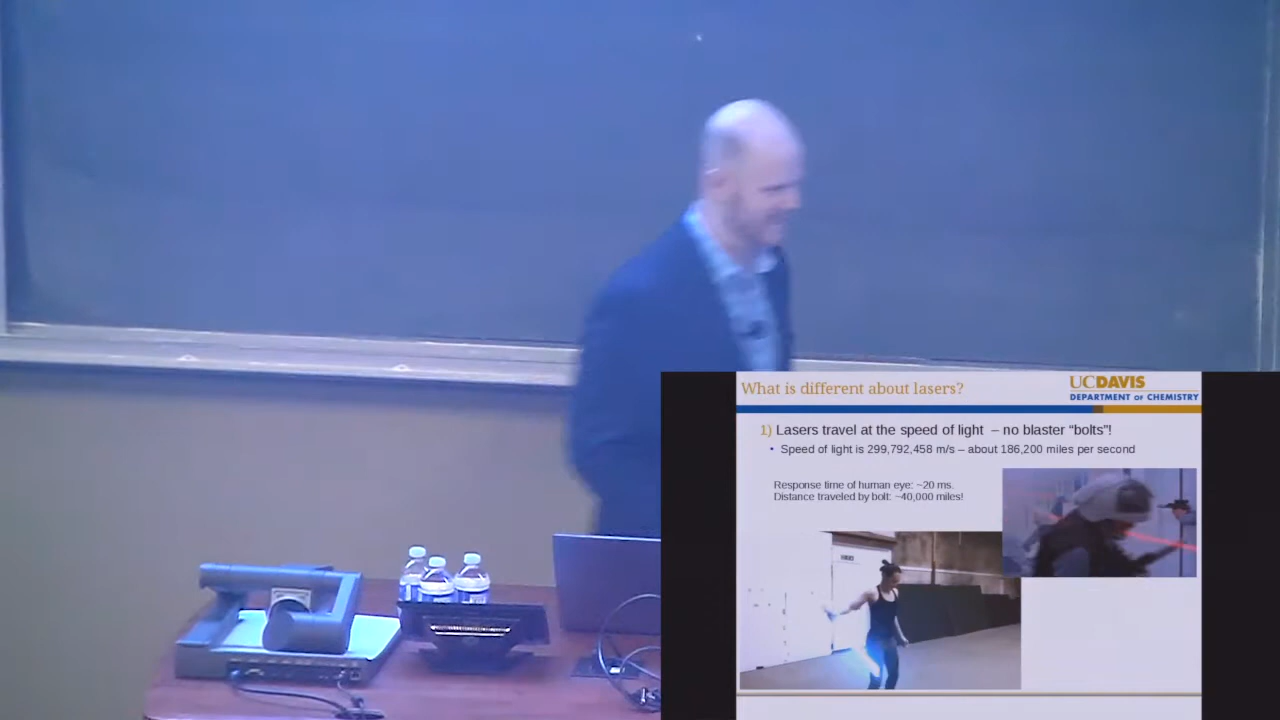 What is different about lasers?
UCDAVIS
DEPARTMENT OF CHEMISTRY
1) Lasers travel at the speed of light – no blaster “bolts”!
• Speed of light is 299,792,458 m/s – about 186,200 miles per second
Response time of human eye: ~20 ms.
Distance traveled by bolt: ~40,000 miles!